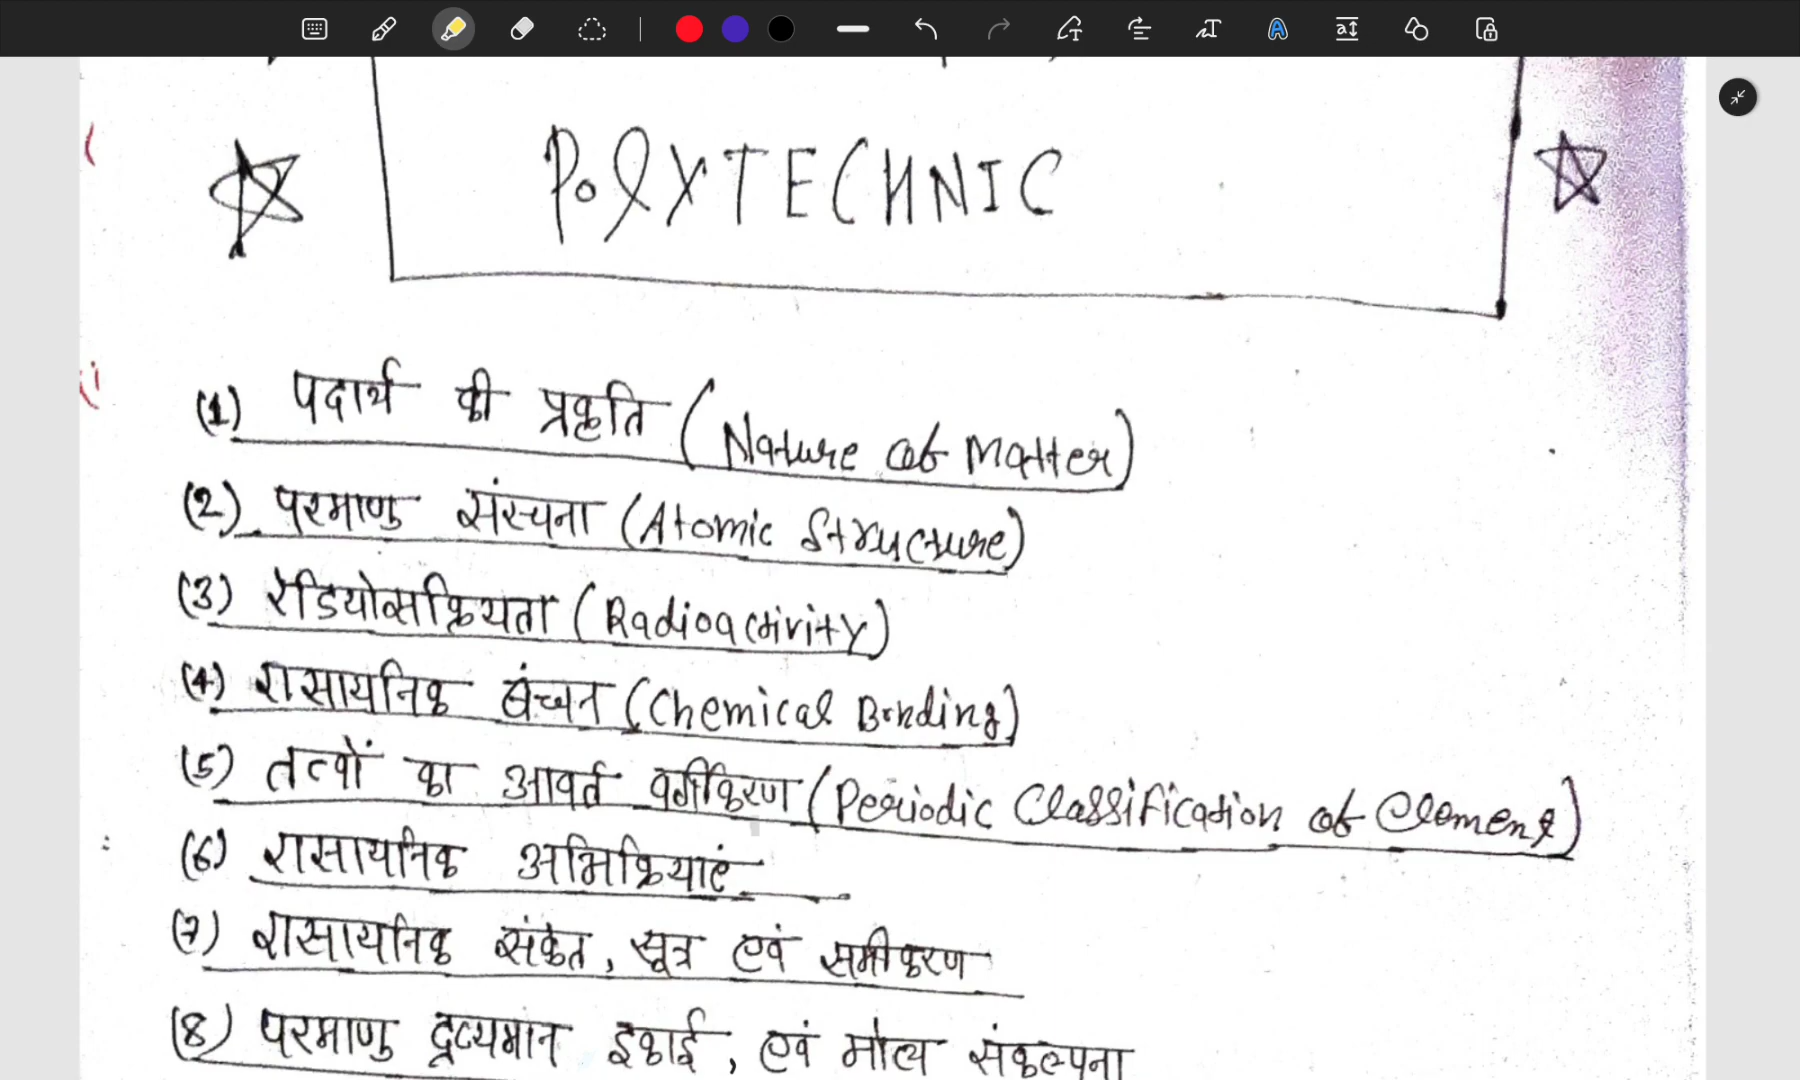 PolyTECHNIC
(1) पदार्थ की प्रकृति (Nature of Matter)
(2) परमाणु संरचना (Atomic Structure)
(3) रेडियोसक्रियता (Radioactivity)
(4) रासायनिक बंधन (Chemical Bonding)
(5) तत्वों का आवर्त वर्गीकरण (Periodic Classification of Element)
(6) रासायनिक अभिक्रियाएं
(7) रासायनिक संकेत, सूत्र एवं समीकरण
(8) परमाणु द्रव्यमान इकाई, एवं मोल संकल्पना